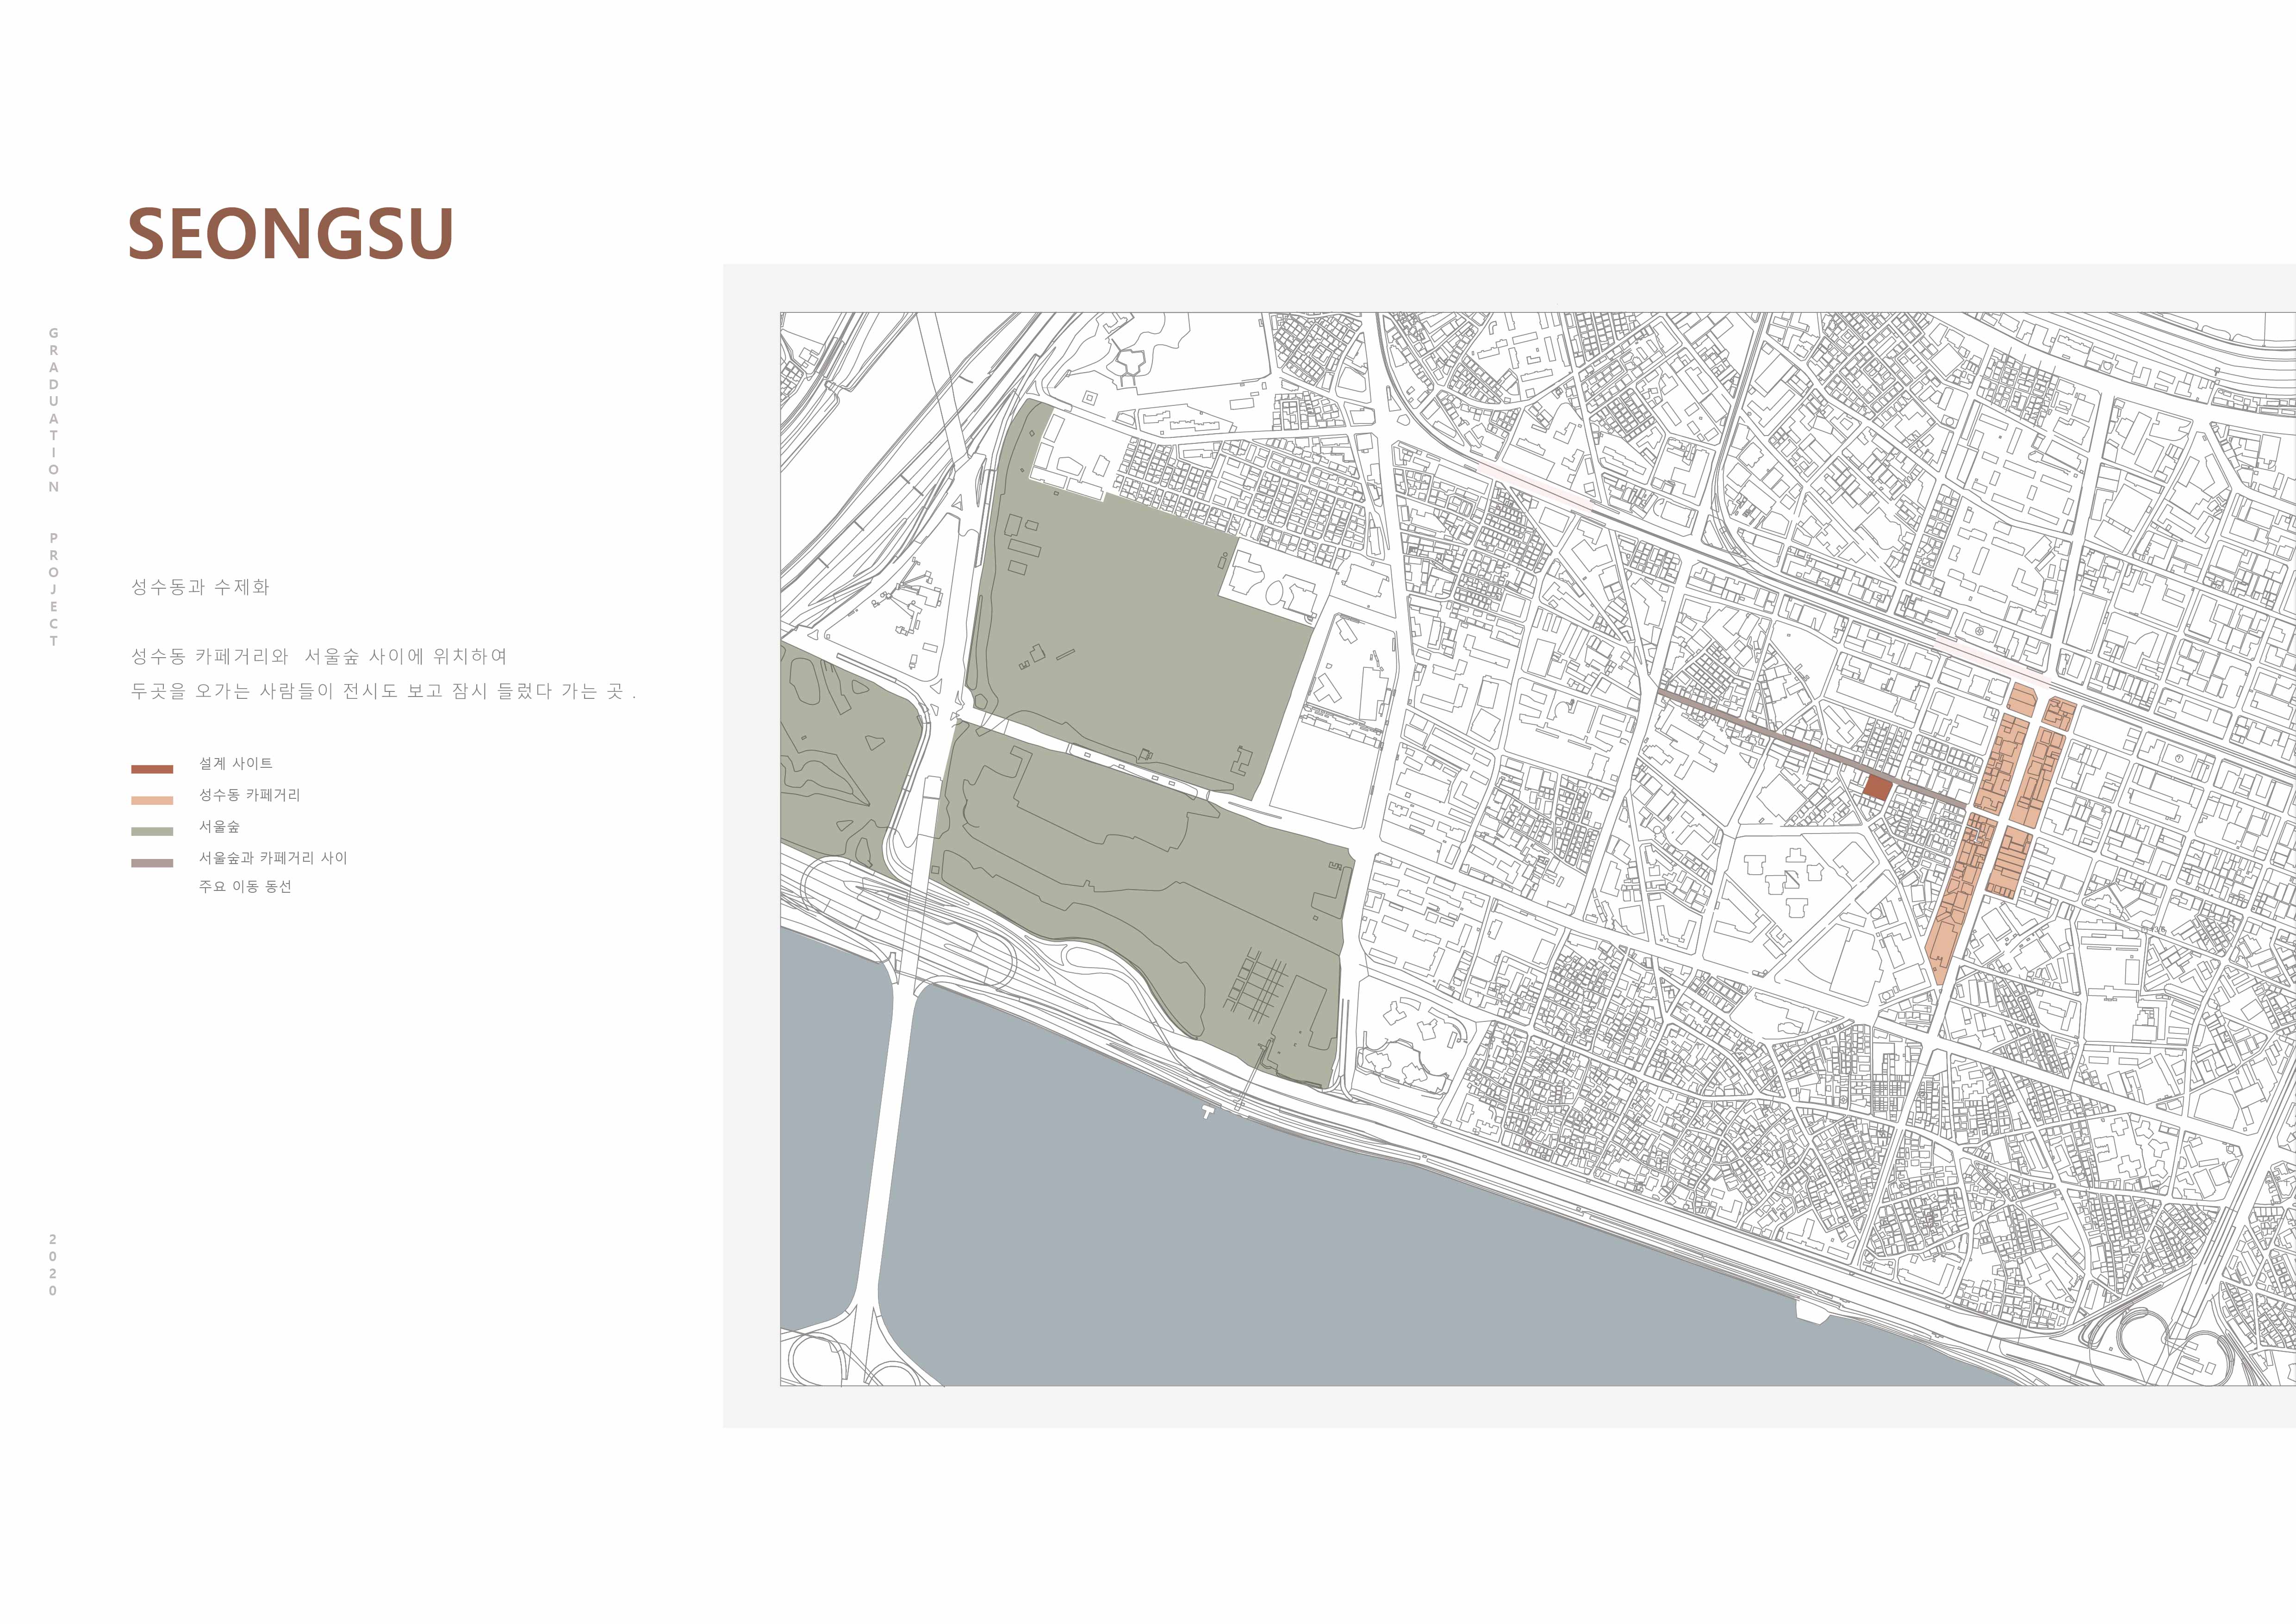 SEONGSU
GRADUATION PROJECT
성수동과 수제화
성수동 카페거리와 서울숲 사이에 위치하여
두곳을 오가는 사람들이 전시도 보고 잠시 들렀다 가는 곳 .
설계 사이트
성수동 카페거리
서울숲
서울숲과 카페거리 사이
주요 이동 동선
2020